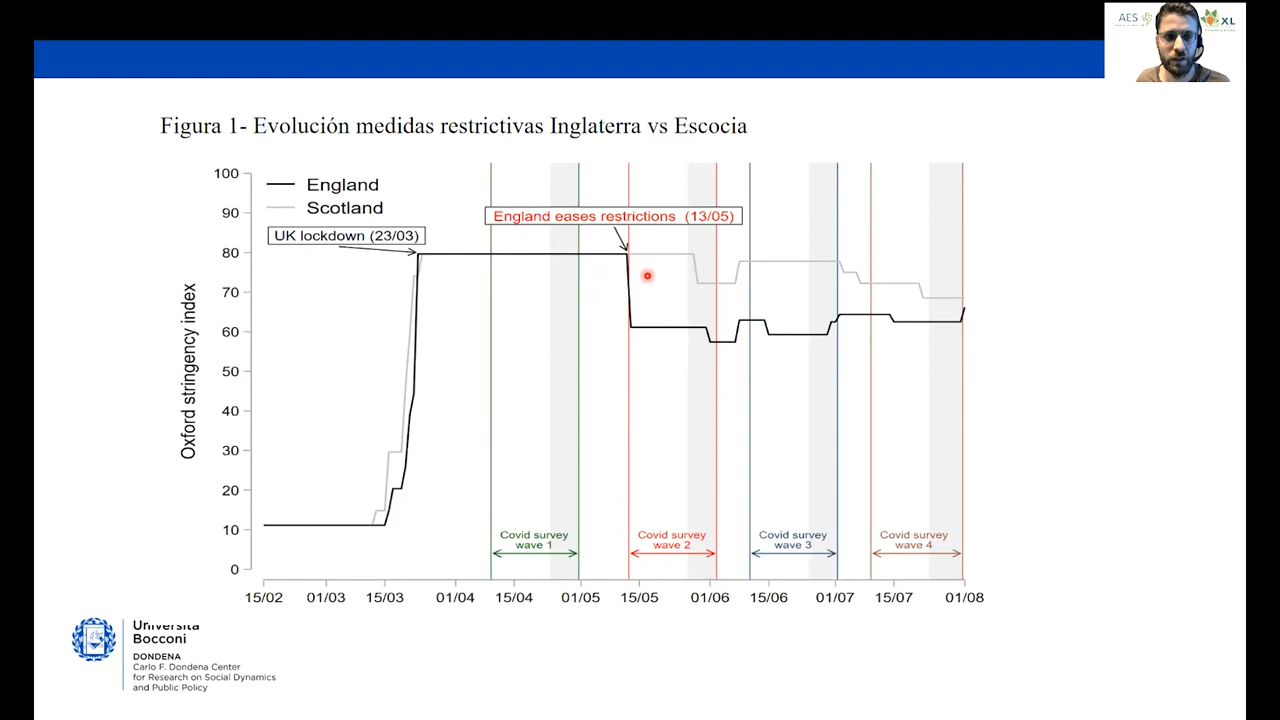 AES
XL
Figura 1- Evolución medidas restrictivas Inglaterra vs Escocia
100
90
80
70
60
50
40
30
20
10
0
Oxford stringency index
England
Scotland
UK lockdown (23/03)
England eases restrictions (13/05)
Covid survey
wave 1
Covid survey
wave 2
Covid survey
wave 3
Covid survey
wave 4
15/02 01/03 15/03 01/04 15/04 01/05 15/05 01/06 15/06 01/07 15/07 01/08
Università
Bocconi
DONDENA
Carlo F. Dondena Center
for Research on Social Dynamics
and Public Policy